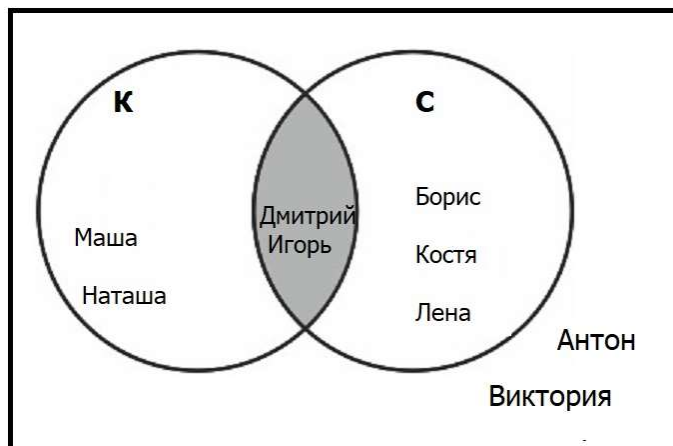 К
С
Маша
Наташа
Дмитрий
Игорь
Борис
Костя
Лена
Антон
Виктория